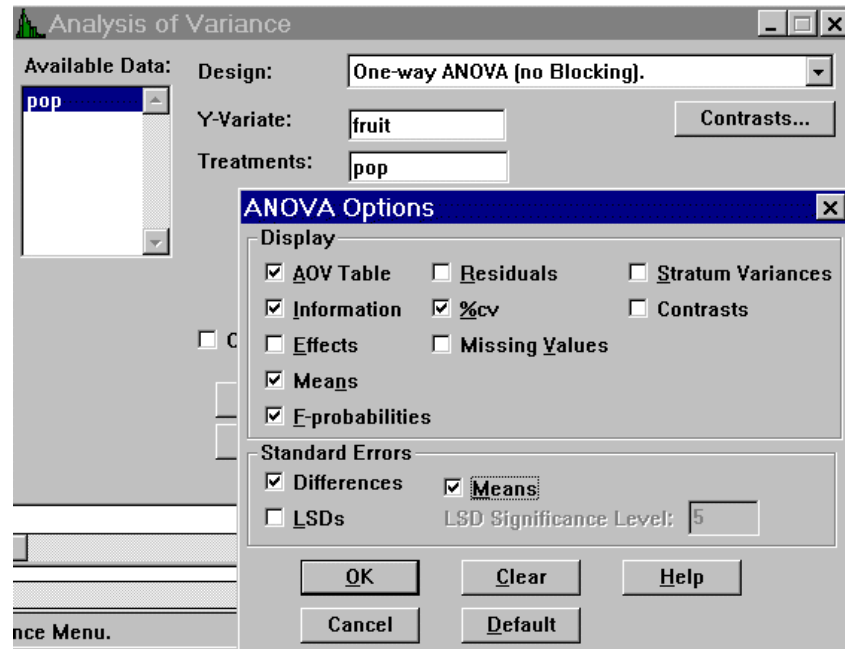 Analysis of Variance
Available Data:
pop
Design:
One-way ANOVA (no Blocking).
Y-Variate:
fruit
Contrasts...
Treatments:
pop
ANOVA Options
Display
AOV Table
Residuals
Stratum Variances
Information
%cv
Contrasts
Effects
Missing Values
Means
F-probabilities
Standard Errors
Differences
Means
LSDs
LSD Significance Level:
5
OK
Clear
Help
Cancel
Default
nce Menu.